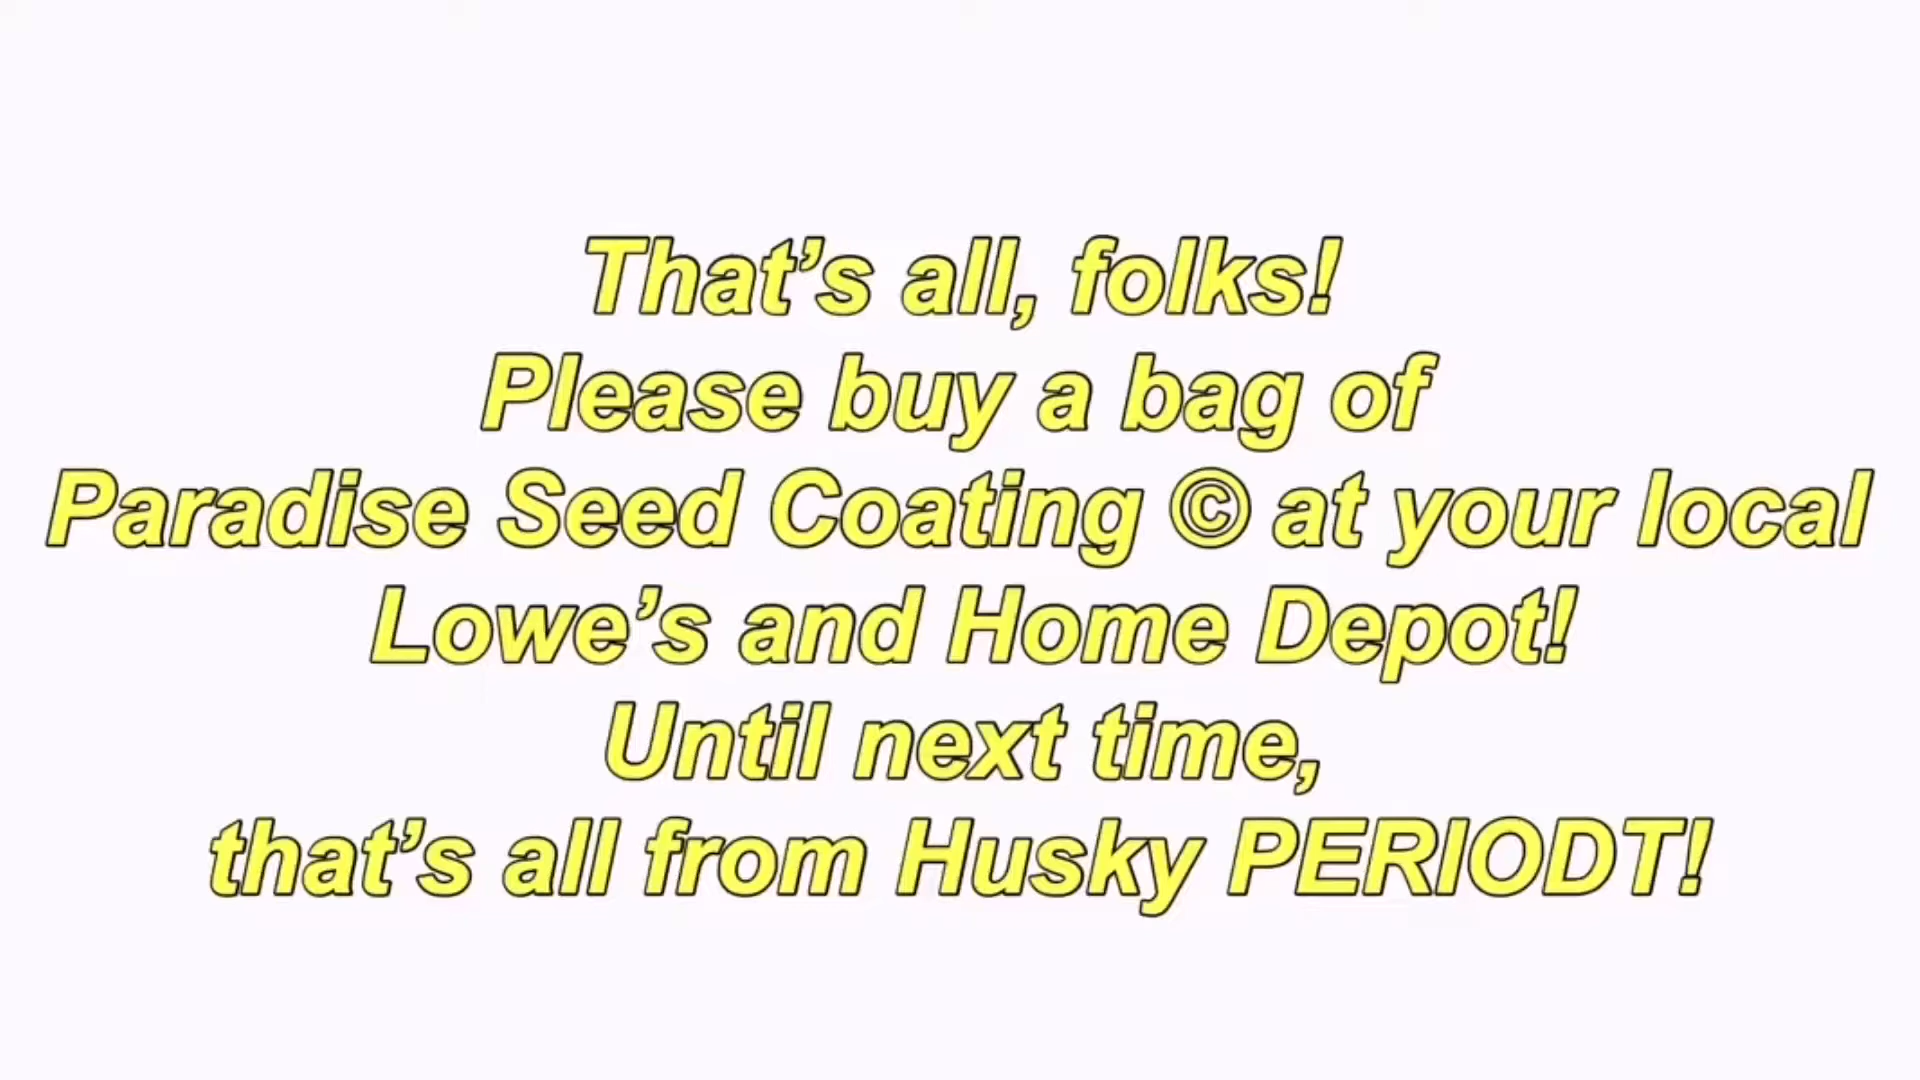 That’s all, folks!
Please buy a bag of
Paradise Seed Coating © at your local
Lowe’s and Home Depot!
Until next time,
that’s all from Husky PERIODT!